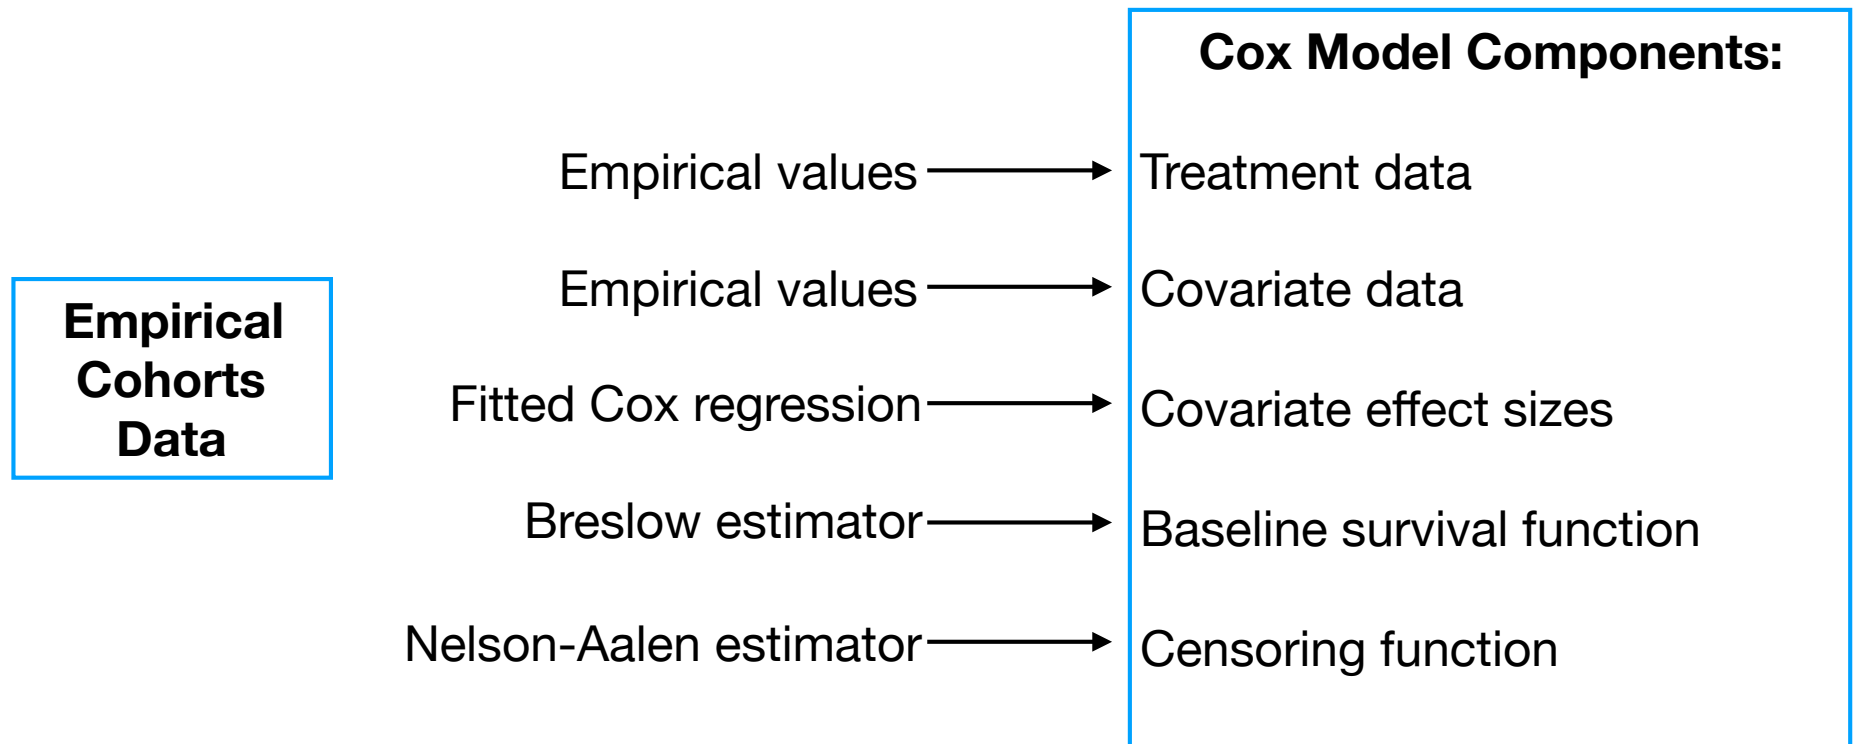 Cox Model Components:
Empirical values
Treatment data
Empirical values
Covariate data
Empirical
Cohorts
Data
Fitted Cox regression
Covariate effect sizes
Breslow estimator
Baseline survival function
Nelson-Aalen estimator
Censoring function